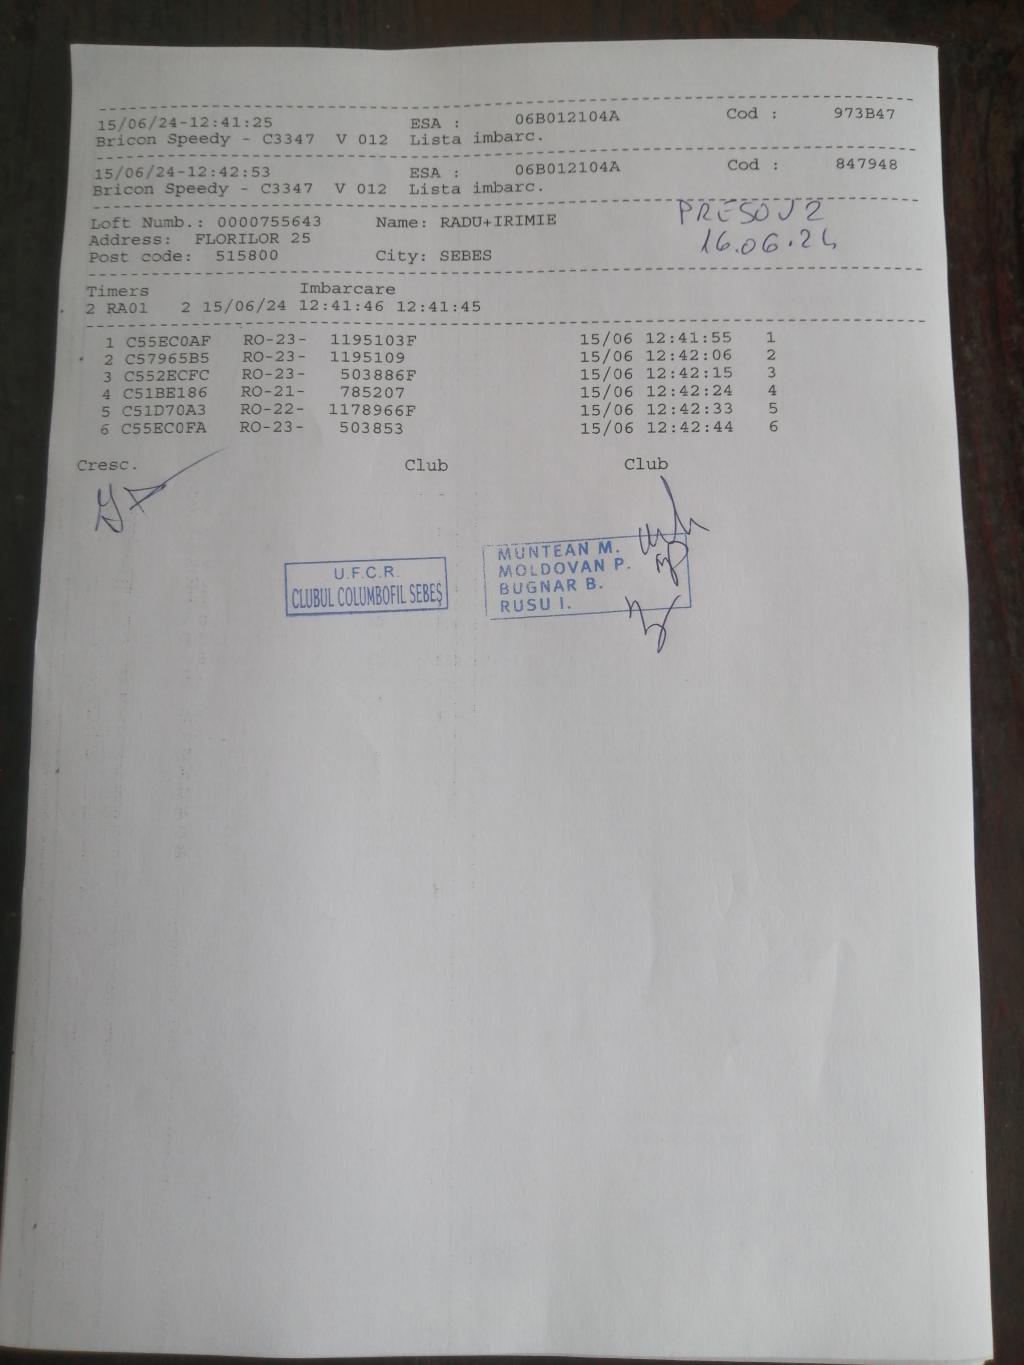 15/06/24-12:41:25 ESA : 06B012104A Cod : 973B47
Bricon Speedy - C3347 V 012 Lista imbarc.
15/06/24-12:42:53 ESA : 06B012104A Cod : 847948
Bricon Speedy - C3347 V 012 Lista imbarc.
Loft Numb.: 0000755643 Name: RADU+IRIMIE
Address: FLORILOR 25
Post code: 515800 City: SEBES
PRESOV 2
16.06.24
Timers Imbarcare
2 RA01 2 15/06/24 12:41:46 12:41:45
1 C55EC0AF RO-23- 1195103F 15/06 12:41:55 1
2 C57965B5 RO-23- 1195109 15/06 12:42:06 2
3 C552ECFC RO-23- 503886F 15/06 12:42:15 3
4 C51BE186 RO-21- 785207 15/06 12:42:24 4
5 C51D70A3 RO-22- 1178966F 15/06 12:42:33 5
6 C55EC0FA RO-23- 503853 15/06 12:42:44 6
Cresc. Club Club
U.F.C.R.
CLUBUL COLUMBOFIL SEBEȘ
MUNTEAN M.
MOLDOVAN P.
BUGNAR B.
RUSU I.